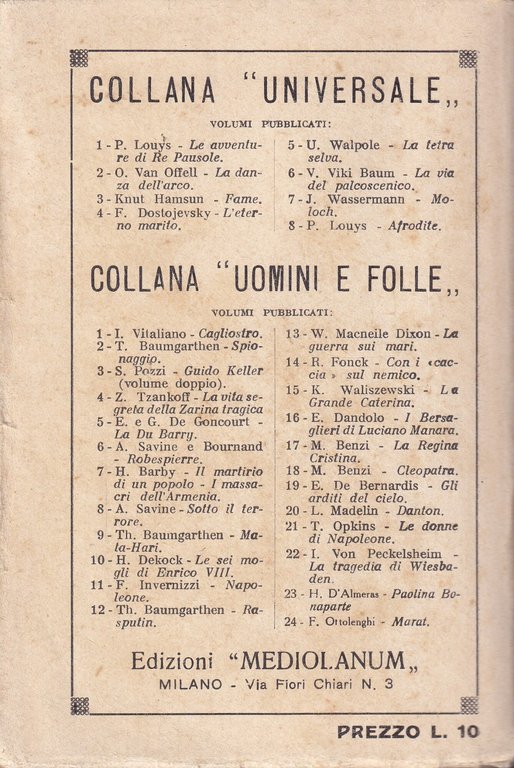 COLLANA "UNIVERSALE„
VOLUMI PUBBLICATI:
1 - P. Louys - Le avventu-
re di Re Pausole.
2 - O. Van Offell - La dan-
za dell'arco.
3 - Knut Hamsun - Fame.
4 - F. Dostojevsky - L'eter-
no marito.
5 - U. Walpole - La tetra
selva.
6 - V. Viki Baum - La via
del palcoscenico.
7 - J. Wassermann - Mo-
loch.
8 - P. Louys - Afrodite.
COLLANA "UOMINI E FOLLE„
VOLUMI PUBBLICATI:
1 - I. Vitaliano - Cagliostro.
2 - T. Baumgarthen - Spio-
naggio.
3 - S. Pozzi - Guido Keller
(volume doppio).
4 - Z. Tzankoff - La vita se-
greta della Zarina tragica
5 - E. e G. De Goncourt -
La Du Barry.
6 - A. Savine e Bournand
- Robespierre.
7 - H. Barby - Il martirio
di un popolo - I massa-
cri dell'Armenia.
8 - A. Savine - Sotto il ter-
rore.
9 - Th. Baumgarthen - Ma-
ta-Hari.
10 - H. Dekock - Le sei mo-
gli di Enrico VIII.
11 - F. Invernizzi - Napo-
leone.
12 - Th. Baumgarthen - Ra-
sputin.
13 - W. Macneile Dixon - La
guerra sui mari.
14 - R. Fonck - Con i «cac-
cia» sul nemico.
15 - K. Waliszewski - La
Grande Caterina.
16 - E. Dandolo - I Bersa-
glieri di Luciano Manara.
17 - M. Benzi - La Regina
Cristina.
18 - M. Benzi - Cleopatra.
19 - E. De Bernardis - Gli
arditi del cielo.
20 - L. Madelin - Danton.
21 - T. Opkins - Le donne
di Napoleone.
22 - I. Von Peckelsheim -
La tragedia di Wiesba-
den.
23 - H. D'Almeras - Paolina Bo-
naparte
24 - F. Ottolenghi - Marat.
Edizioni "MEDIOLANUM„
MILANO - Via Fiori Chiari N. 3
PREZZO L. 10